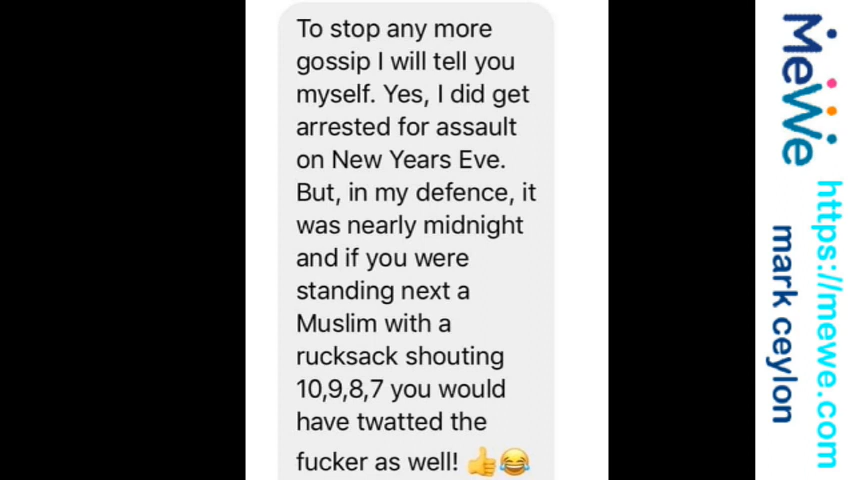 To stop any more
gossip I will tell you
myself. Yes, I did get
arrested for assault
on New Years Eve.
But, in my defence, it
was nearly midnight
and if you were
standing next a
Muslim with a
rucksack shouting
10,9,8,7 you would
have twatted the
fucker as well! 👍😂
MeWe
https://mewe.com
mark ceylon